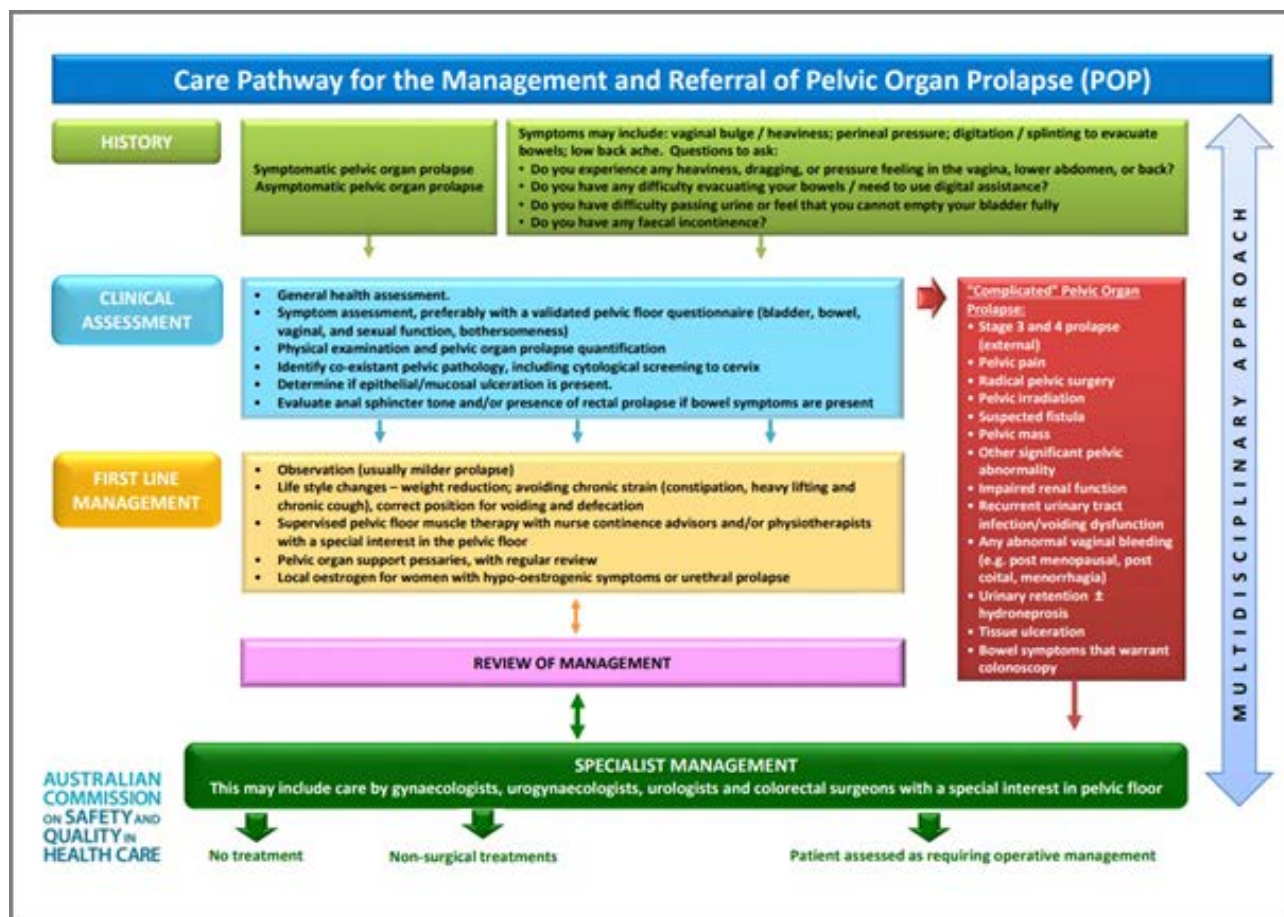 Care Pathway for the Management and Referral of Pelvic Organ Prolapse (POP)
HISTORY
Symptomatic pelvic organ prolapse
Asymptomatic pelvic organ prolapse
Symptoms may include: vaginal bulge / heaviness; perineal pressure; digitation / splinting to evacuate
bowels; low back ache. Questions to ask:
• Do you experience any heaviness, dragging, or pressure feeling in the vagina, lower abdomen, or back?
• Do you have any difficulty evacuating your bowels / need to use digital assistance?
• Do you have difficulty passing urine or feel that you cannot empty your bladder fully
• Do you have any faecal incontinence?
CLINICAL
ASSESSMENT
• General health assessment.
• Symptom assessment, preferably with a validated pelvic floor questionnaire (bladder, bowel,
vaginal, and sexual function, bothersomeness)
• Physical examination and pelvic organ prolapse quantification
• Identify co-existant pelvic pathology, including cytological screening to cervix
• Determine if epithelial/mucosal ulceration is present.
• Evaluate anal sphincter tone and/or presence of rectal prolapse if bowel symptoms are present
"Complicated" Pelvic Organ
Prolapse:
• Stage 3 and 4 prolapse
(external)
• Pelvic pain
• Radical pelvic surgery
• Pelvic irradiation
• Suspected fistula
• Pelvic mass
• Other significant pelvic
abnormality
• Impaired renal function
• Recurrent urinary tract
infection/voiding dysfunction
• Any abnormal vaginal bleeding
(e.g. post menopausal, post
coital, menorrhagia)
• Urinary retention ±
hydroneprosis
• Tissue ulceration
• Bowel symptoms that warrant
colonoscopy
FIRST LINE
MANAGEMENT
• Observation (usually milder prolapse)
• Life style changes – weight reduction; avoiding chronic strain (constipation, heavy lifting and
chronic cough), correct position for voiding and defecation
• Supervised pelvic floor muscle therapy with nurse continence advisors and/or physiotherapists
with a special interest in the pelvic floor
• Pelvic organ support pessaries, with regular review
• Local oestrogen for women with hypo-oestrogenic symptoms or urethral prolapse
REVIEW OF MANAGEMENT
SPECIALIST MANAGEMENT
This may include care by gynaecologists, urogynaecologists, urologists and colorectal surgeons with a special interest in pelvic floor
No treatment
Non-surgical treatments
Patient assessed as requiring operative management
MULTIDISCIPLINARY APPROACH
AUSTRALIAN
COMMISSION
ON SAFETY AND
QUALITY IN
HEALTH CARE